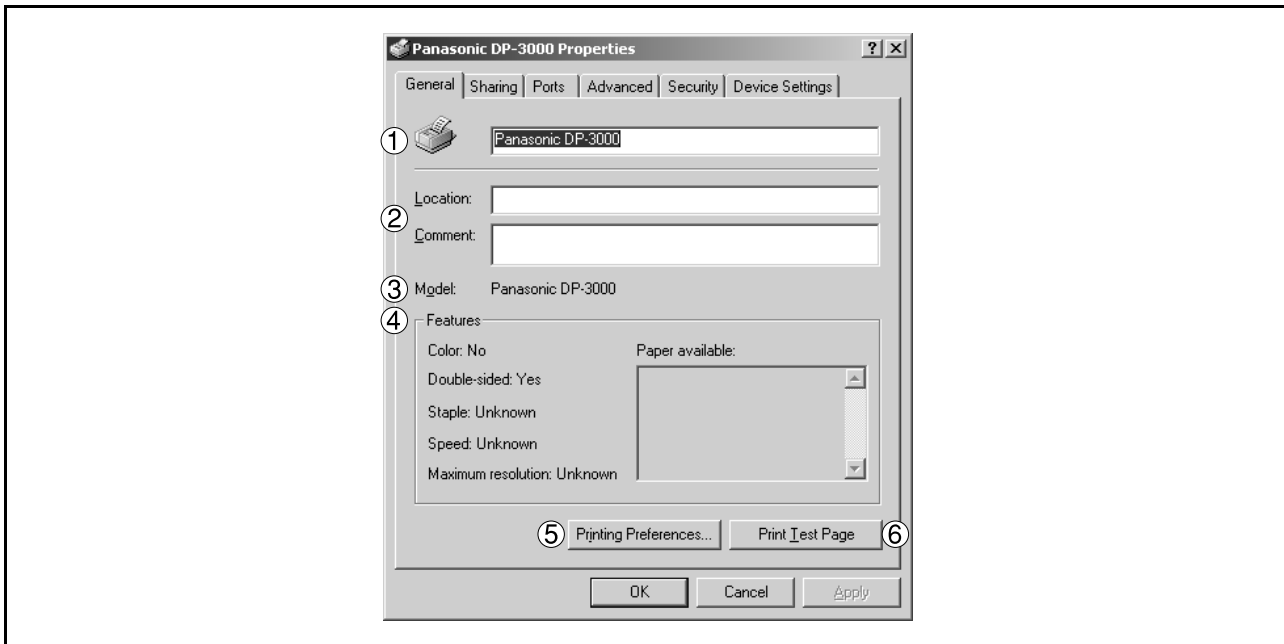 Panasonic DP-3000 Properties
General Sharing Ports Advanced Security Device Settings
① Panasonic DP-3000
Location:
②
Comment:
③ Model: Panasonic DP-3000
④ Features
Color: No Paper available:
Double-sided: Yes
Staple: Unknown
Speed: Unknown
Maximum resolution: Unknown
⑤ Printing Preferences... Print Test Page ⑥
OK Cancel Apply